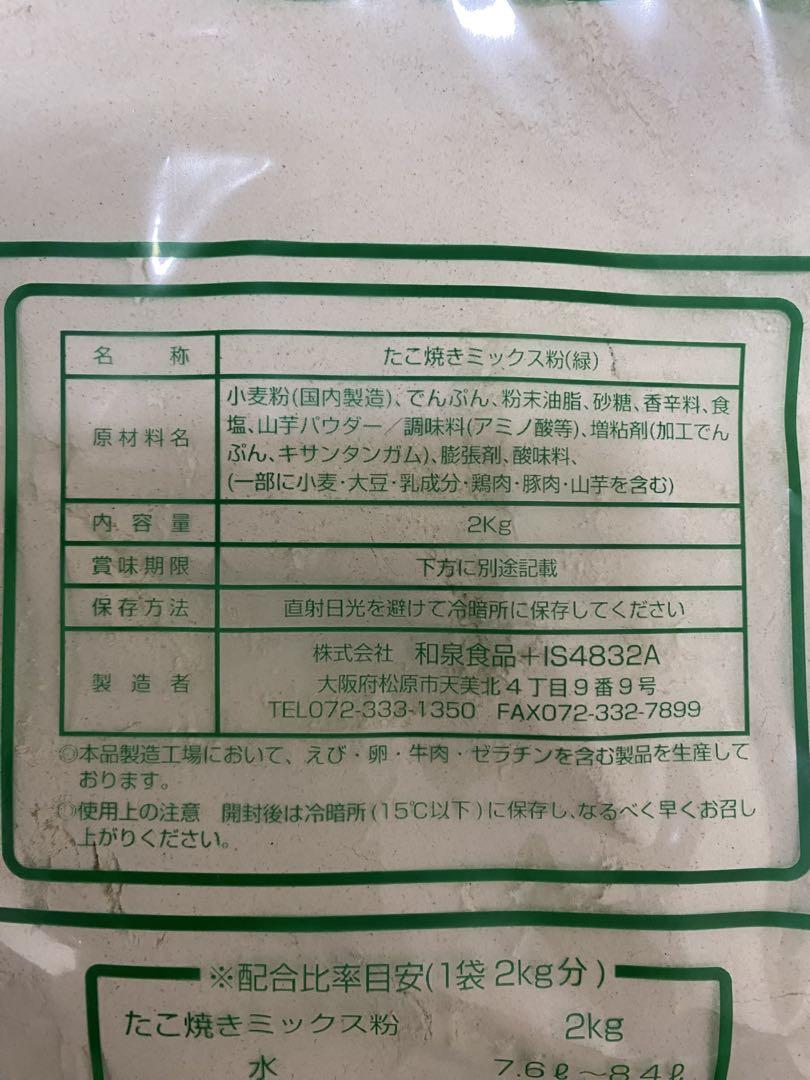 名称 たこ焼きミックス粉(緑)
原材料名 小麦粉(国内製造)、でんぷん、粉末油脂、砂糖、香辛料、食
塩、山芋パウダー／調味料(アミノ酸等)、増粘剤(加工でん
ぷん、キサンタンガム)、膨張剤、酸味料、
(一部に小麦・大豆・乳成分・鶏肉・豚肉・山芋を含む)
内容量 2Kg
賞味期限 下方に別途記載
保存方法 直射日光を避けて冷暗所に保存してください
製造者 株式会社 和泉食品+IS4832A
大阪府松原市天美北4丁目9番9号
TEL072-333-1350 FAX072-332-7899
◎本品製造工場において、えび・卵・牛肉・ゼラチンを含む製品を生産して
おります。
◎使用上の注意 開封後は冷暗所(15℃以下)に保存し、なるべく早くお召し
上がりください。
※配合比率目安(1袋2kg分)
たこ焼きミックス粉 2kg
水 7.6ℓ～8.4ℓ